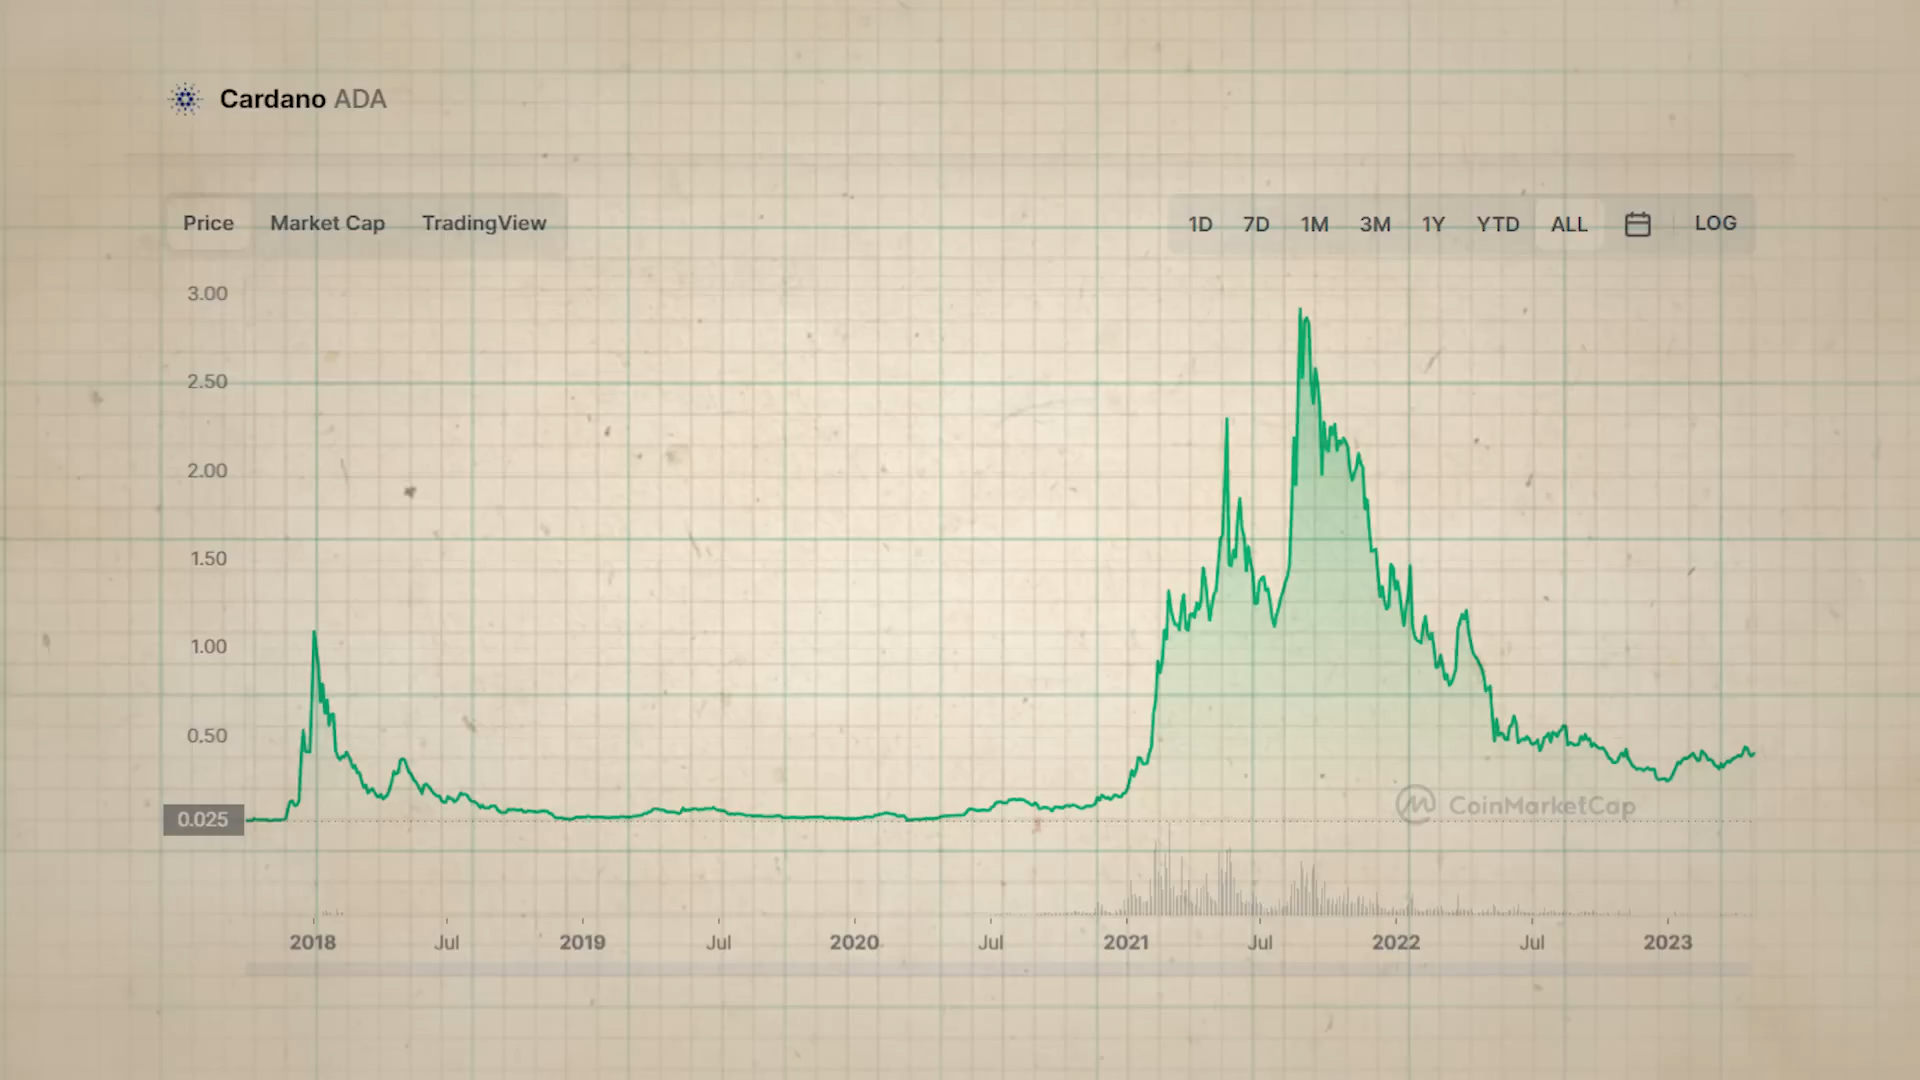 Cardano ADA
Price Market Cap TradingView
1D 7D 1M 3M 1Y YTD ALL LOG
3.00
2.50
2.00
1.50
1.00
0.50
0.025
CoinMarketCap
2018 Jul 2019 Jul 2020 Jul 2021 Jul 2022 Jul 2023